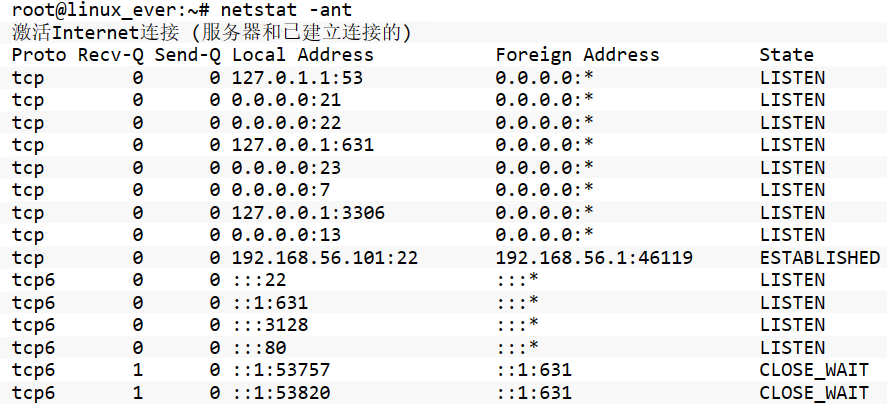 root@linux_ever:~# netstat -ant
激活Internet连接 (服务器和已建立连接的)
Proto Recv-Q Send-Q Local Address           Foreign Address         State
tcp        0      0 127.0.1.1:53            0.0.0.0:*               LISTEN
tcp        0      0 0.0.0.0:21              0.0.0.0:*               LISTEN
tcp        0      0 0.0.0.0:22              0.0.0.0:*               LISTEN
tcp        0      0 127.0.0.1:631           0.0.0.0:*               LISTEN
tcp        0      0 0.0.0.0:23              0.0.0.0:*               LISTEN
tcp        0      0 0.0.0.0:7               0.0.0.0:*               LISTEN
tcp        0      0 127.0.0.1:3306          0.0.0.0:*               LISTEN
tcp        0      0 0.0.0.0:13              0.0.0.0:*               LISTEN
tcp        0      0 192.168.56.101:22       192.168.56.1:46119      ESTABLISHED
tcp6       0      0 :::22                   :::*                    LISTEN
tcp6       0      0 ::1:631                 :::*                    LISTEN
tcp6       0      0 :::3128                 :::*                    LISTEN
tcp6       0      0 :::80                   :::*                    LISTEN
tcp6       1      0 ::1:53757               ::1:631                 CLOSE_WAIT
tcp6       1      0 ::1:53820               ::1:631                 CLOSE_WAIT